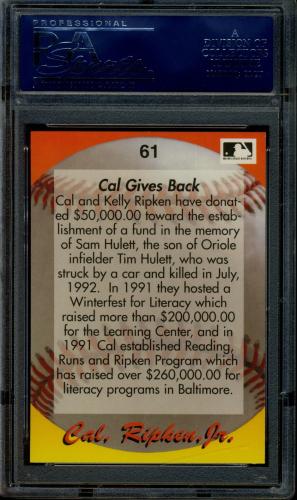 PROFESSIONAL
PSA
A
DIVISION OF
61
Cal Gives Back
Cal and Kelly Ripken have donat-
ed $50,000.00 toward the estab-
lishment of a fund in the memory
of Sam Hulett, the son of Oriole
infielder Tim Hulett, who was
struck by a car and killed in July,
1992. In 1991 they hosted a
Winterfest for Literacy which
raised more than $200,000.00
for the Learning Center, and in
1991 Cal established Reading,
Runs and Ripken Program which
has raised over $260,000.00 for
literacy programs in Baltimore.
Cal. Ripken, Jr.